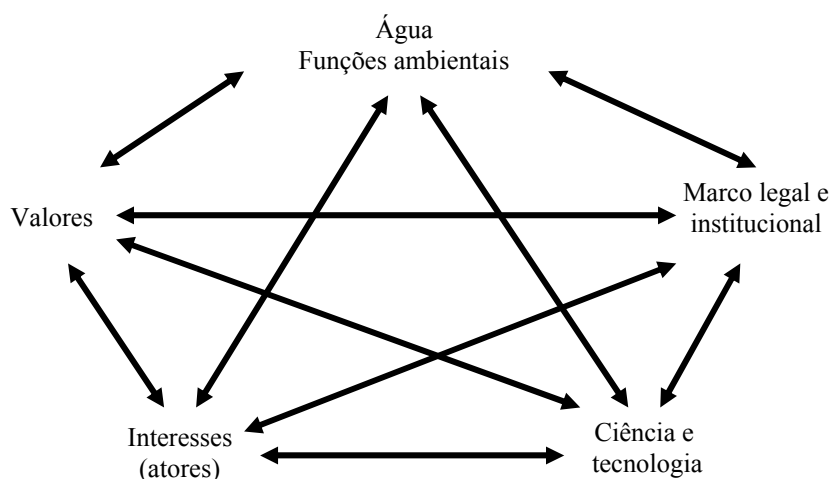 Água
Funções ambientais
Valores
Marco legal e
institucional
Interesses
(atores)
Ciência e
tecnologia